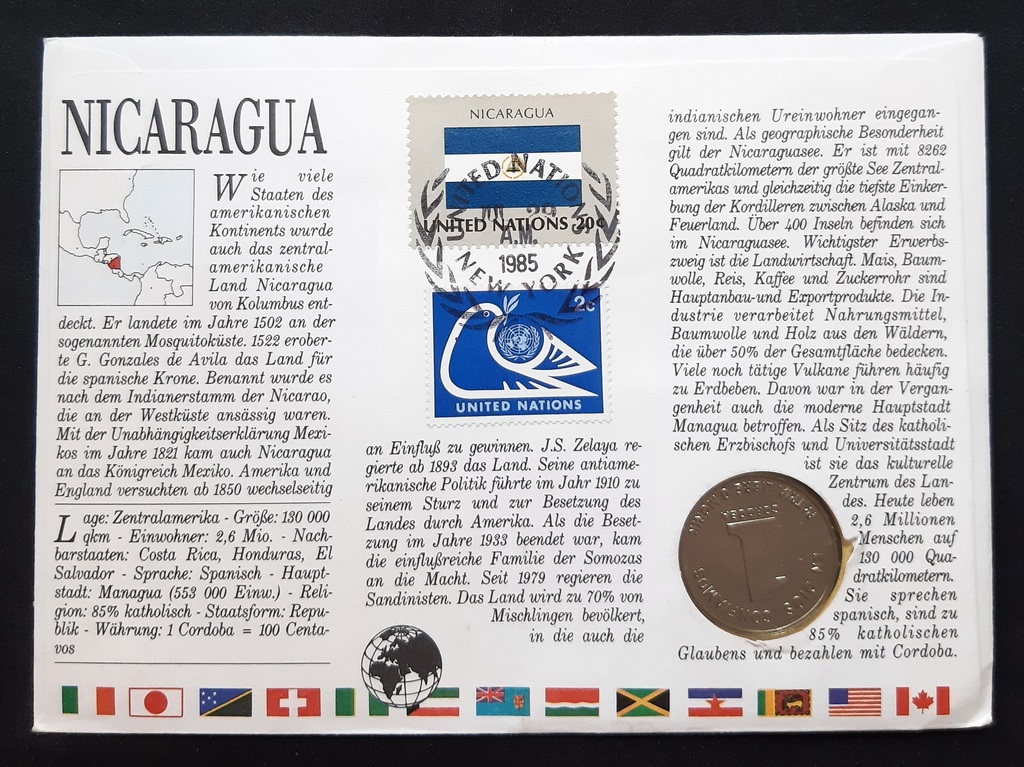 NICARAGUA
Wie viele
Staaten des
amerikanischen
Kontinents wurde
auch das zentral-
amerikanische
Land Nicaragua
von Kolumbus ent-
deckt. Er landete im Jahre 1502 an der
sogenannten Mosquitoküste. 1522 erober-
te G. Gonzales de Avila das Land für
die spanische Krone. Benannt wurde es
nach dem Indianerstamm der Nicarao,
die an der Westküste ansässig waren.
Mit der Unabhängigkeitserklärung Mexi-
kos im Jahre 1821 kam auch Nicaragua
an das Königreich Mexiko. Amerika und
England versuchten ab 1850 wechselseitig
Lage: Zentralamerika - Größe: 130 000
qkm - Einwohner: 2,6 Mio. - Nach-
barstaaten: Costa Rica, Honduras, El
Salvador - Sprache: Spanisch - Haupt-
stadt: Managua (553 000 Einw.) - Reli-
gion: 85% katholisch - Staatsform: Repu-
blik - Währung: 1 Cordoba = 100 Centa-
vos
NICARAGUA
UNITED NATIONS 20c
UNITED NATIONS
A.M.
1985
NEW YORK
2c
UNITED NATIONS
an Einfluß zu gewinnen. J.S. Zelaya re-
gierte ab 1893 das Land. Seine antiame-
rikanische Politik führte im Jahr 1910 zu
seinem Sturz und zur Besetzung des
Landes durch Amerika. Als die Beset-
zung im Jahre 1933 beendet war, kam
die einflußreiche Familie der Somozas
an die Macht. Seit 1979 regieren die
Sandinisten. Das Land wird zu 70% von
Mischlingen bevölkert,
in die auch die
indianischen Ureinwohner eingegan-
gen sind. Als geographische Besonderheit
gilt der Nicaraguasee. Er ist mit 8262
Quadratkilometern der größte See Zentral-
amerikas und gleichzeitig die tiefste Einker-
bung der Kordilleren zwischen Alaska und
Feuerland. Über 400 Inseln befinden sich
im Nicaraguasee. Wichtigster Erwerbs-
zweig ist die Landwirtschaft. Mais, Baum-
wolle, Reis, Kaffee und Zuckerrohr sind
Hauptanbau-und Exportprodukte. Die In-
dustrie verarbeitet Nahrungsmittel,
Baumwolle und Holz aus den Wäldern,
die über 50% der Gesamtfläche bedecken.
Viele noch tätige Vulkane führen häufig
zu Erdbeben. Davon war in der Vergan-
genheit auch die moderne Hauptstadt
Managua betroffen. Als Sitz des katholi-
schen Erzbischofs und Universitätsstadt
ist sie das kulturelle
Zentrum des Lan-
des. Heute leben
2,6 Millionen
Menschen auf
130 000 Qua-
dratkilometern.
Sie sprechen
spanisch, sind zu
85% katholischen
Glaubens und bezahlen mit Cordoba.
CORDOBA
1
EN DIOS CONFIAMOS